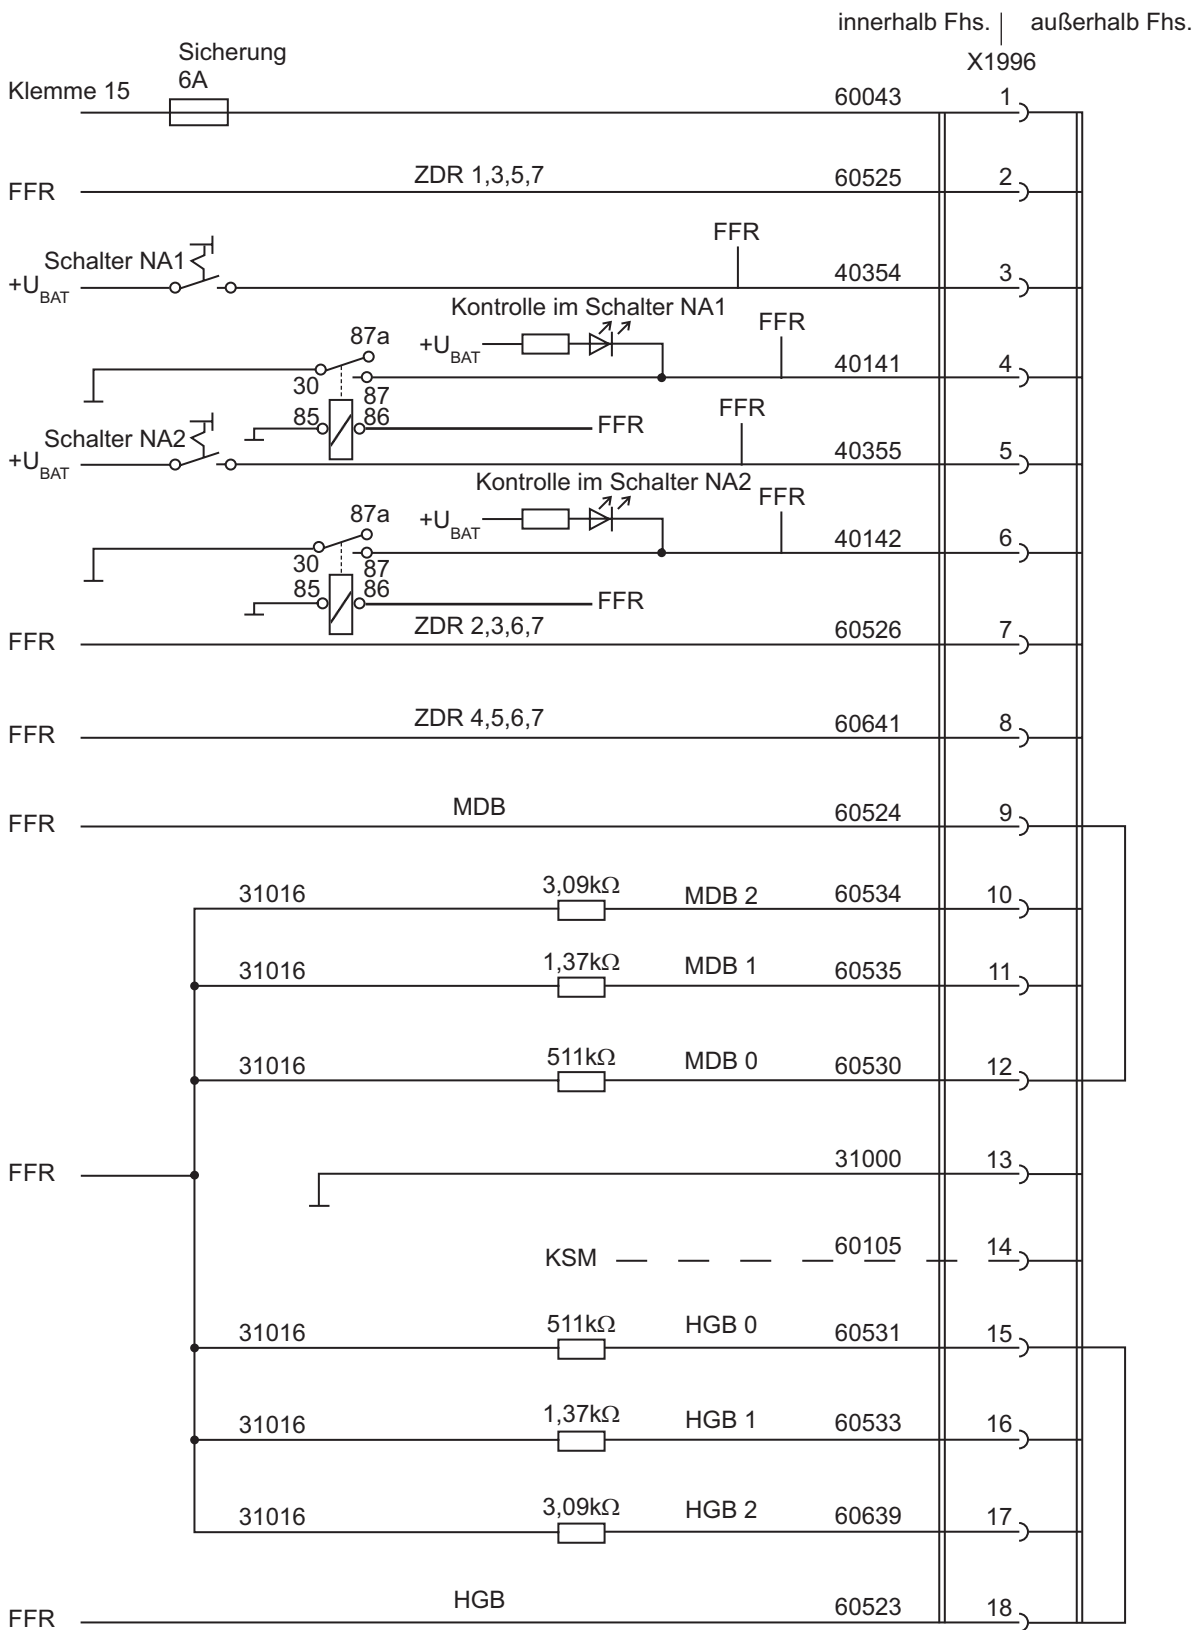 innerhalb Fhs. | außerhalb Fhs.
X1996
Sicherung
6A
Klemme 15 60043 1
FFR ZDR 1,3,5,7 60525 2
FFR
Schalter NA1
+UBAT 40354 3
Kontrolle im Schalter NA1
87a +UBAT FFR
30 87 40141 4
85 86 FFR
FFR
Schalter NA2
+UBAT 40355 5
Kontrolle im Schalter NA2
87a +UBAT FFR
30 87 40142 6
85 86 FFR
FFR ZDR 2,3,6,7 60526 7
FFR ZDR 4,5,6,7 60641 8
FFR MDB 60524 9
31016 3,09kΩ MDB 2 60534 10
31016 1,37kΩ MDB 1 60535 11
31016 511kΩ MDB 0 60530 12
FFR 31000 13
KSM 60105 14
31016 511kΩ HGB 0 60531 15
31016 1,37kΩ HGB 1 60533 16
31016 3,09kΩ HGB 2 60639 17
FFR HGB 60523 18